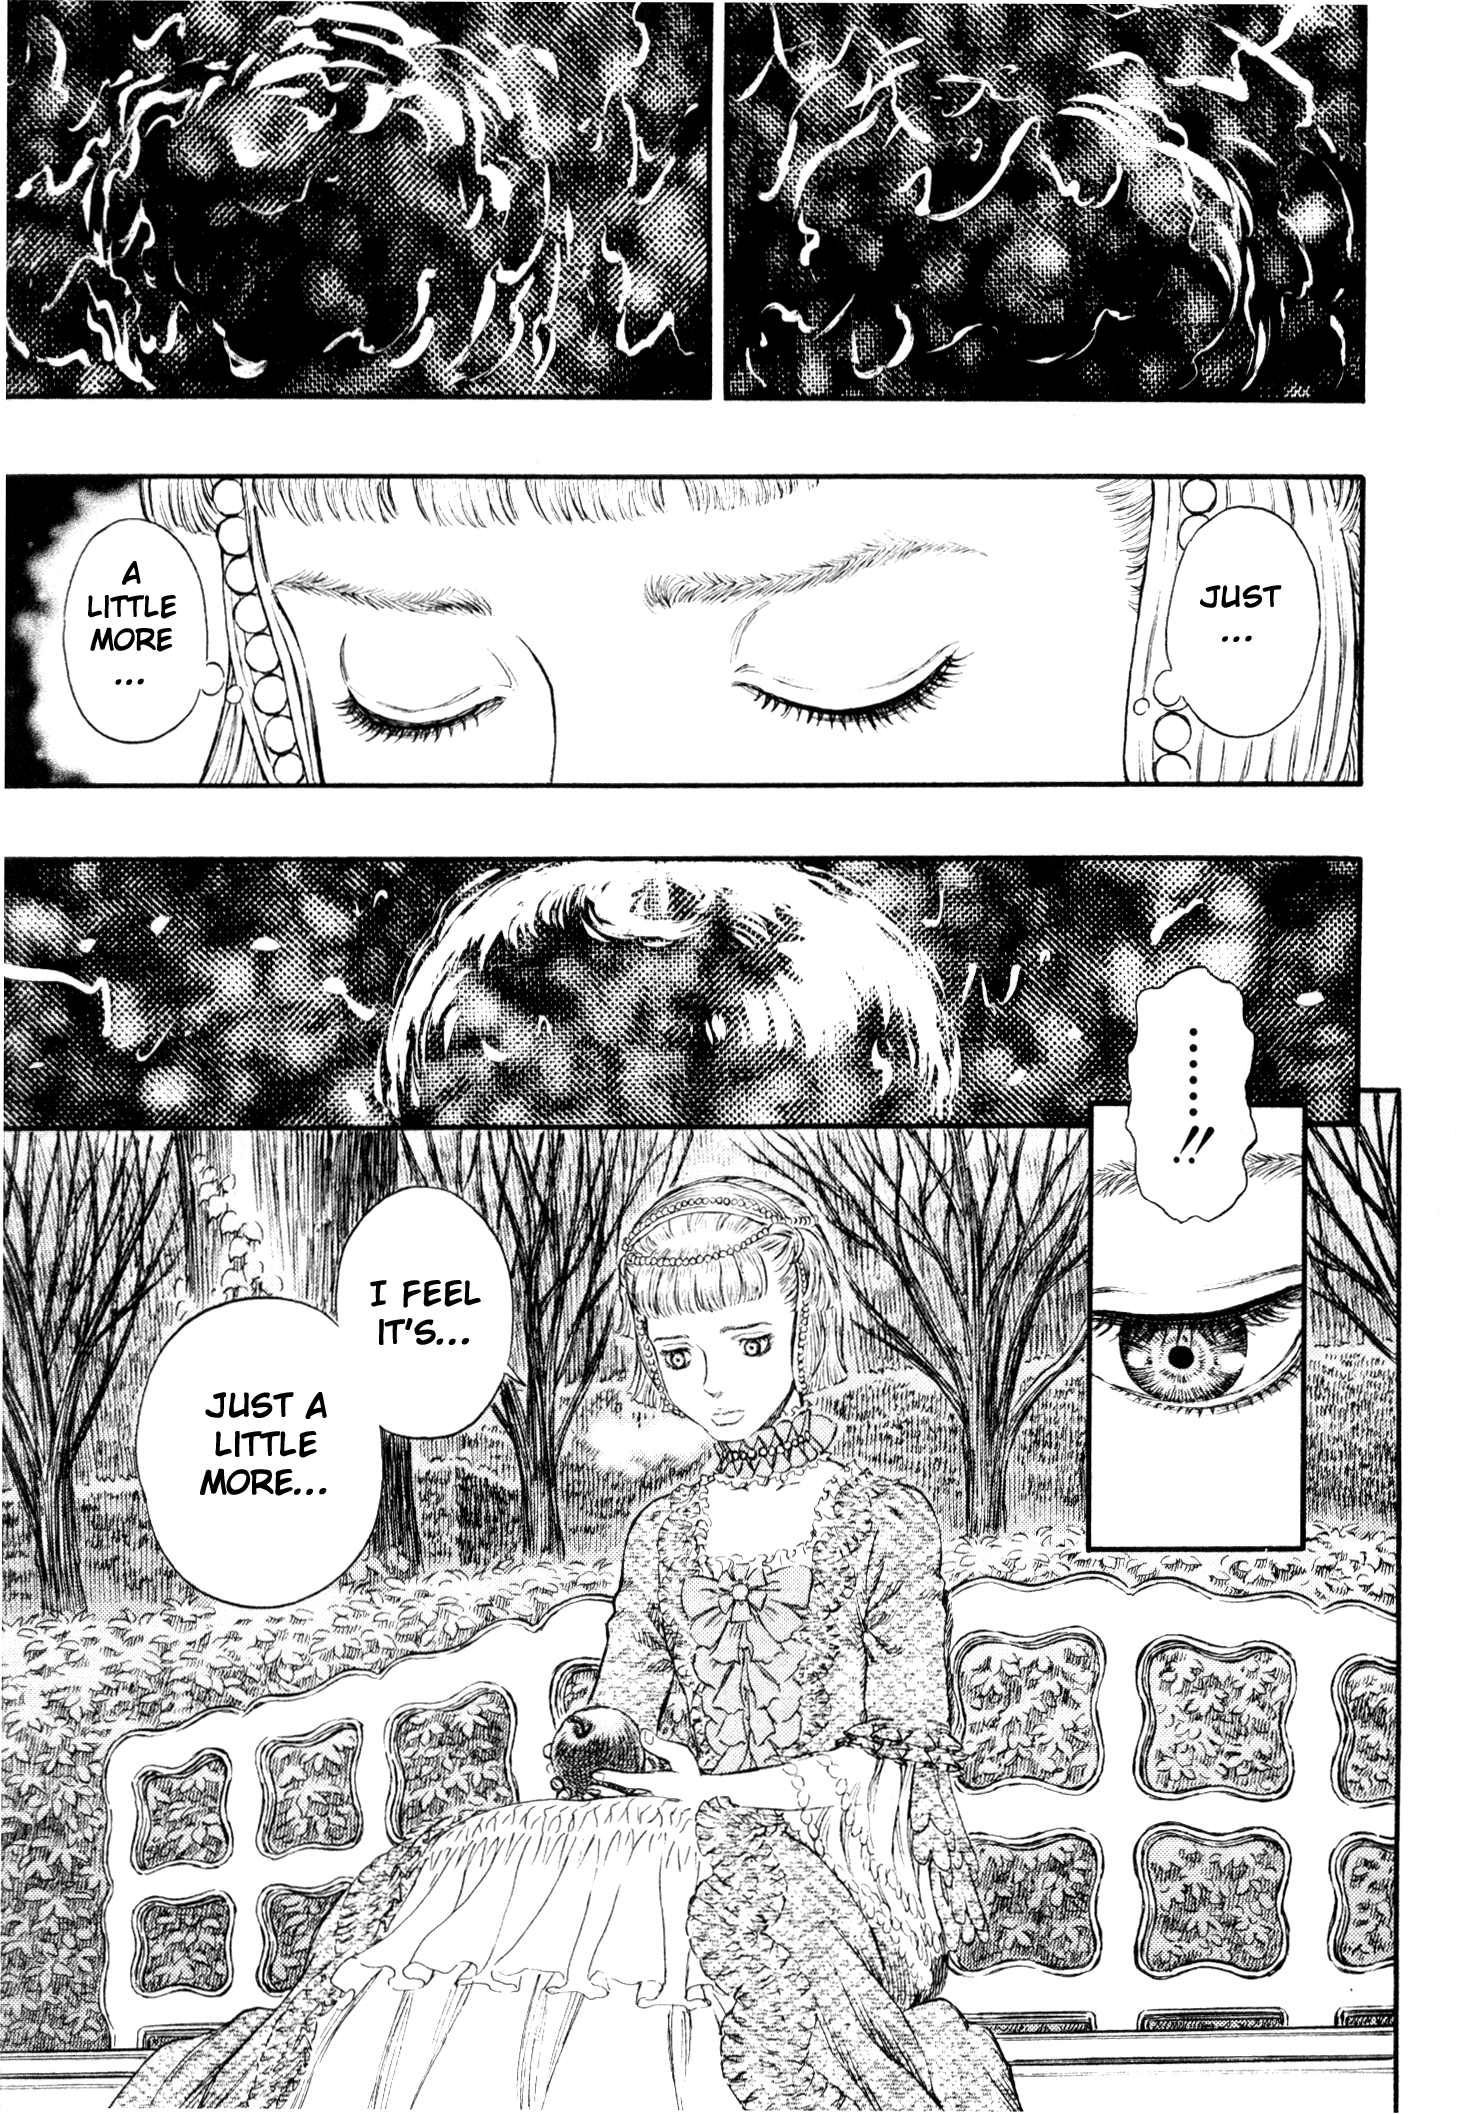 JUST
...
A
LITTLE
MORE
...
......!!
I FEEL
IT'S...
JUST A
LITTLE
MORE...